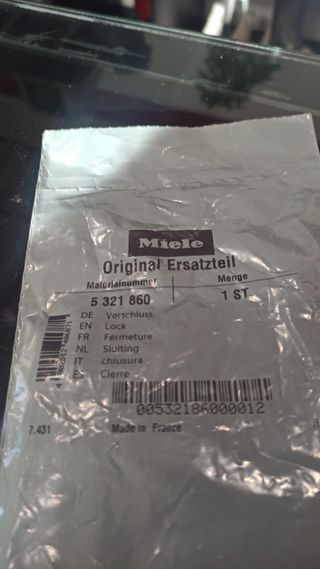 Miele
Original Ersatzteil
Materialnummer Menge
5 321 860 1 ST
DE Verschluss
EN Lock
FR Fermeture
NL Sluiting
IT chiusura
ES Cierre
00532186000012
7.431 Made in France